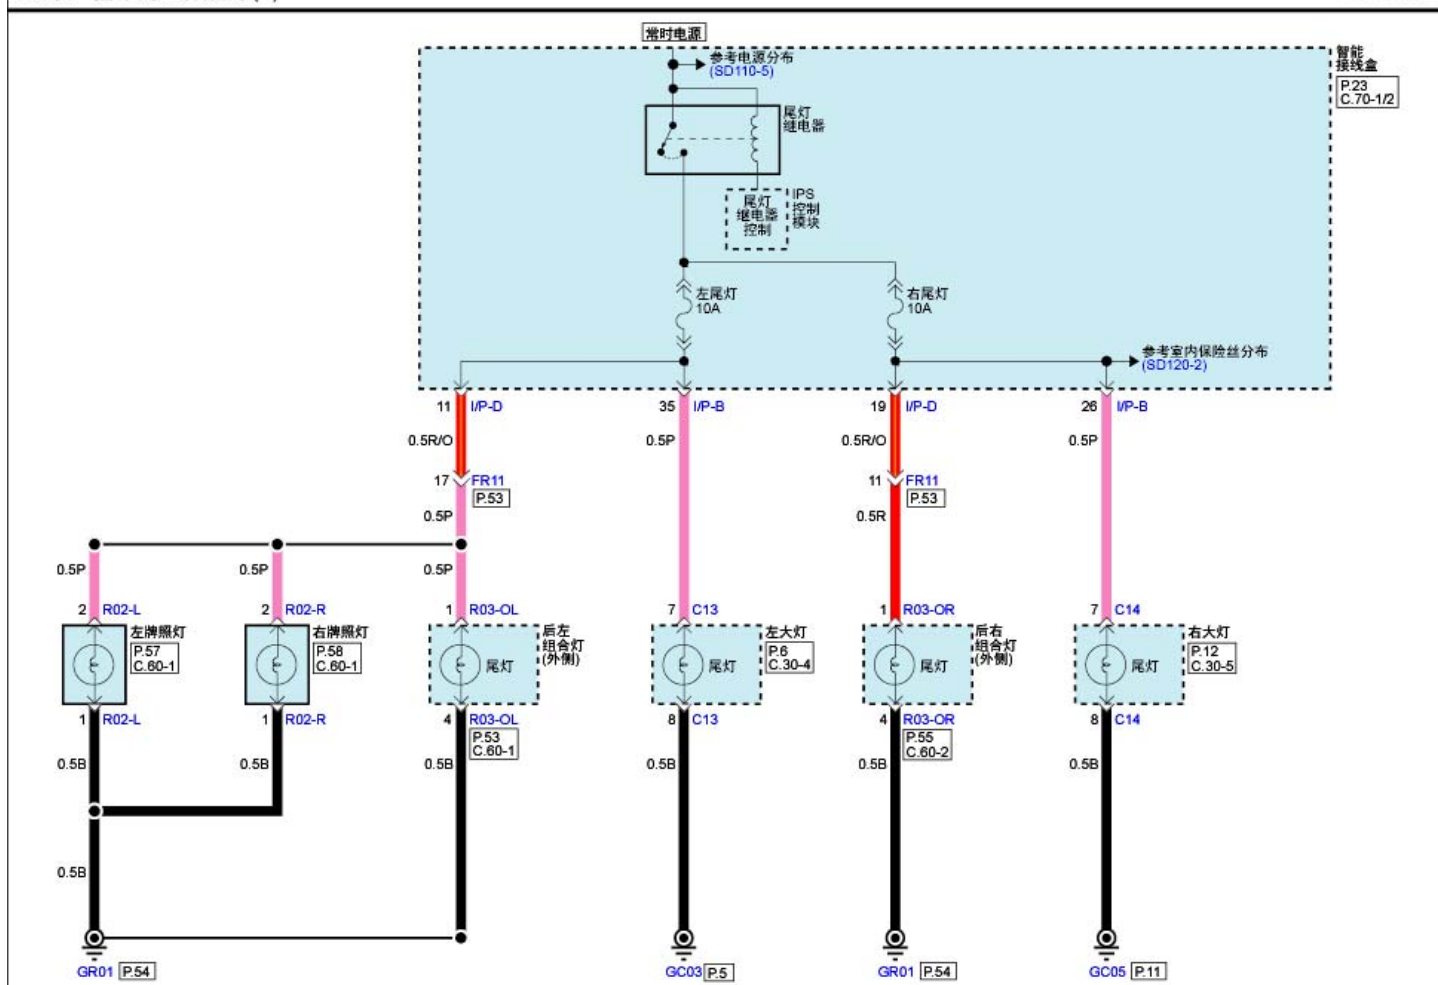 常时电源
参考电源分布
(SD110-5)
智能
接线盒
P.23
C.70-1/2
尾灯
继电器
尾灯
继电器
控制
IPS
控制
模块
左尾灯
10A
右尾灯
10A
参考室内保险丝分布
(SD120-2)
11 I/P-D
35 I/P-B
19 I/P-D
26 I/P-B
0.5R/O
0.5P
0.5R/O
0.5P
17 FR11
P.53
11 FR11
P.53
0.5P
0.5R
0.5P
0.5P
0.5P
2 R02-L
2 R02-R
1 R03-OL
7 C13
1 R03-OR
7 C14
左牌照灯
P.57
C.60-1
右牌照灯
P.58
C.60-1
尾灯
后左
组合灯
(外侧)
尾灯
左大灯
P.6
C.30-4
尾灯
后右
组合灯
(外侧)
尾灯
右大灯
P.12
C.30-5
1 R02-L
1 R02-R
4 R03-OL
P.53
C.60-1
8 C13
4 R03-OR
P.55
C.60-2
8 C14
0.5B
0.5B
0.5B
0.5B
0.5B
0.5B
0.5B
GR01 P.54
GC03 P.5
GR01 P.54
GC05 P.11